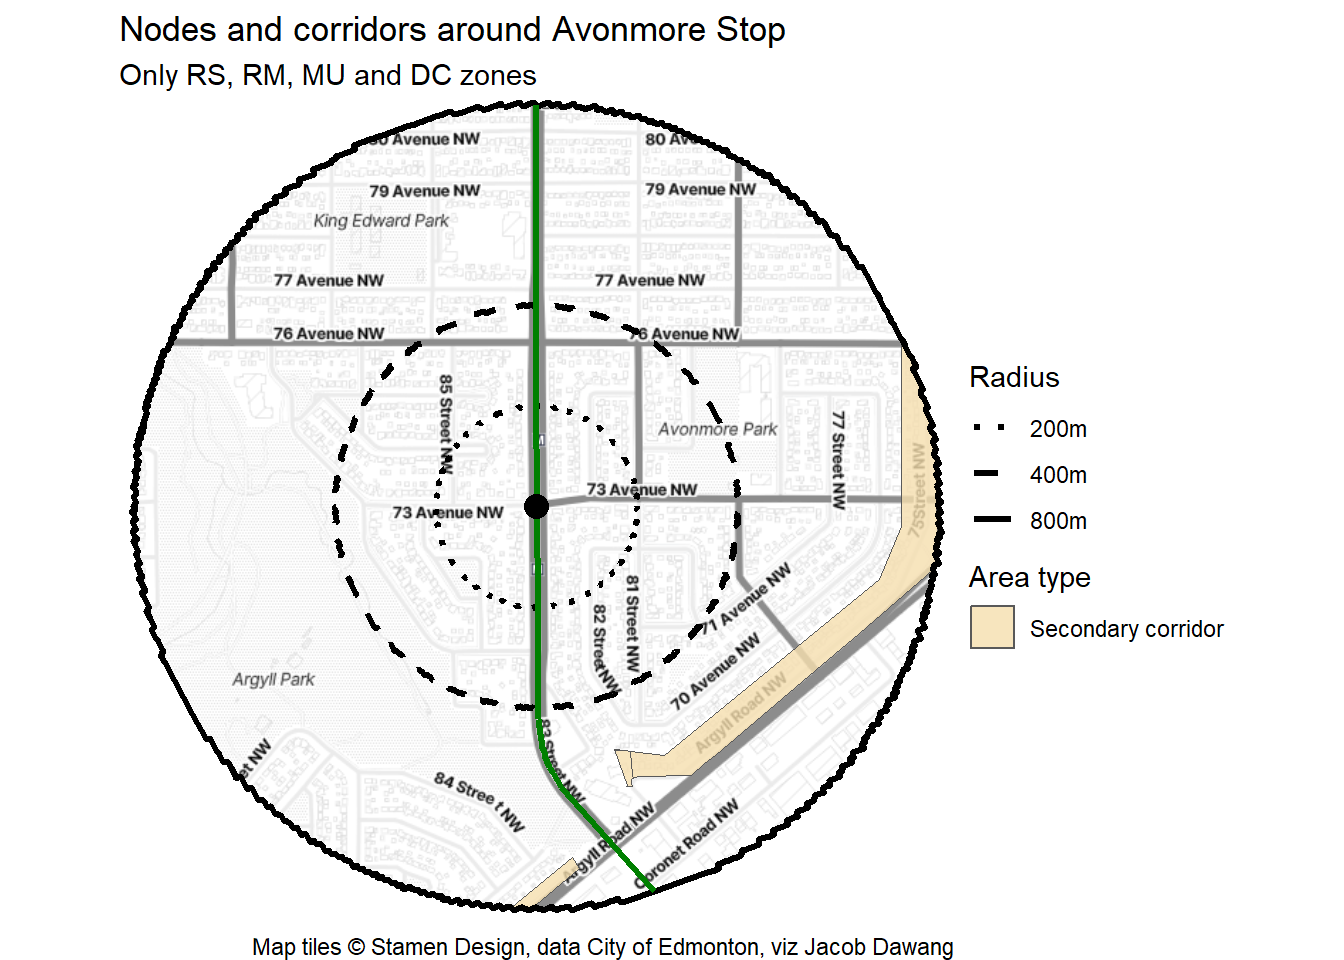 Nodes and corridors around Avonmore Stop
Only RS, RM, MU and DC zones
80 Avenue NW
80 Av
79 Avenue NW
79 Avenue NW
King Edward Park
77 Avenue NW
77 Avenue NW
76 Avenue NW
76 Avenue NW
85 Street NW
Avonmore Park
77 Street NW
75 Street NW
73 Avenue NW
73 Avenue NW
71 Avenue NW
81 Street NW
82 Street NW
70 Avenue NW
Argyll Park
Argyll Road NW
83 Street NW
et NW
84 Stree t NW
Argyll Road NW
Coronet Road NW
Radius
200m
400m
800m
Area type
Secondary corridor
Map tiles © Stamen Design, data City of Edmonton, viz Jacob Dawang